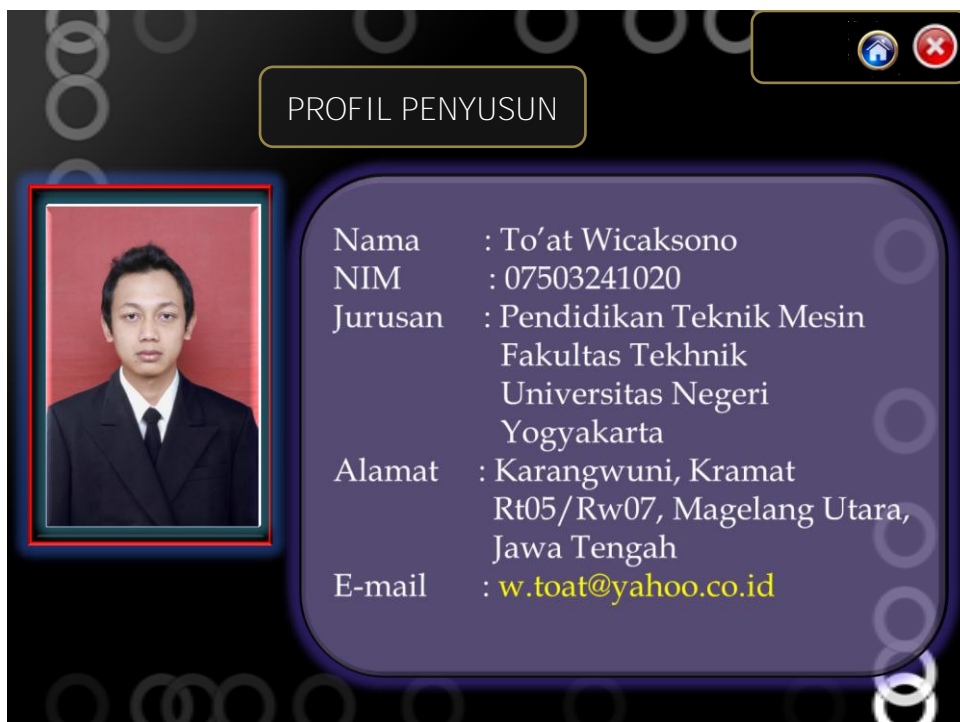 PROFIL PENYUSUN
Nama : To’at Wicaksono
NIM : 07503241020
Jurusan : Pendidikan Teknik Mesin
Fakultas Tekhnik
Universitas Negeri
Yogyakarta
Alamat : Karangwuni, Kramat
Rt05/Rw07, Magelang Utara,
Jawa Tengah
E-mail : w.toat@yahoo.co.id